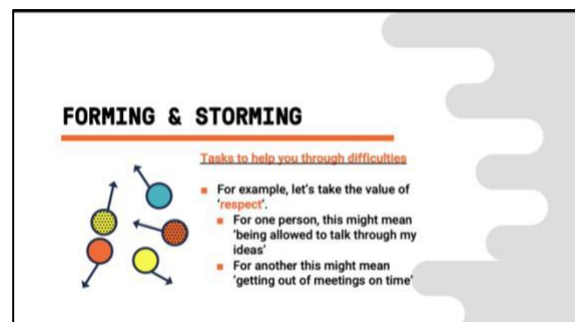 FORMING & STORMING
Tasks to help you through difficulties
For example, let's take the value of
'respect'.
For one person, this might mean
'being allowed to talk through my
ideas'
For another this might mean
'getting out of meetings on time'